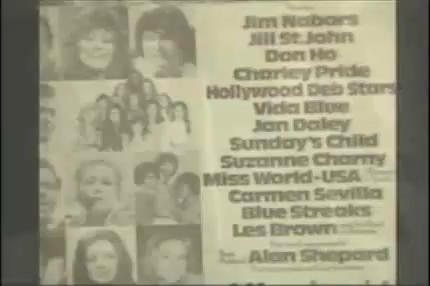 Jim Nabors
Jill St.John
Don Ho
Charley Pride
Hollywood Deb Stars
Vida Blue
Jan Daley
Sunday's Child
Suzanne Charny
Miss World-USA
Carmen Sevilla
Blue Streaks
Les Brown
Alan Shepard